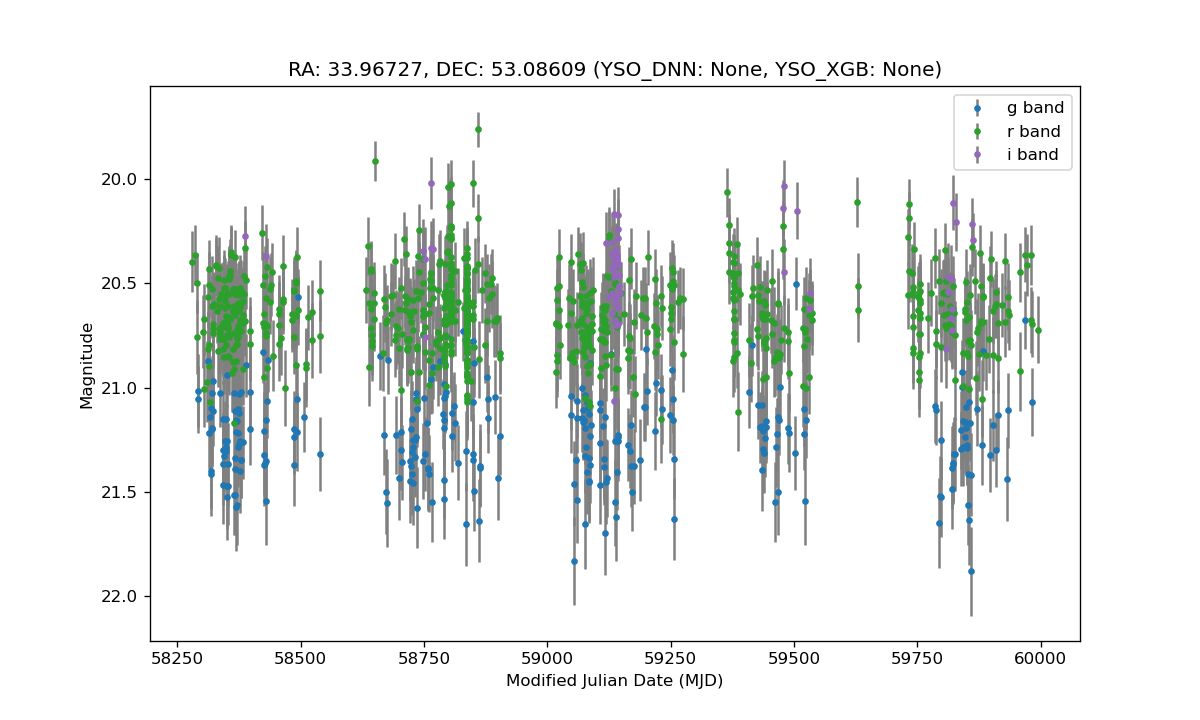 RA: 33.96727, DEC: 53.08609 (YSO_DNN: None, YSO_XGB: None)
g band
r band
i band
20.0
20.5
21.0
21.5
22.0
Magnitude
58250 58500 58750 59000 59250 59500 59750 60000
Modified Julian Date (MJD)